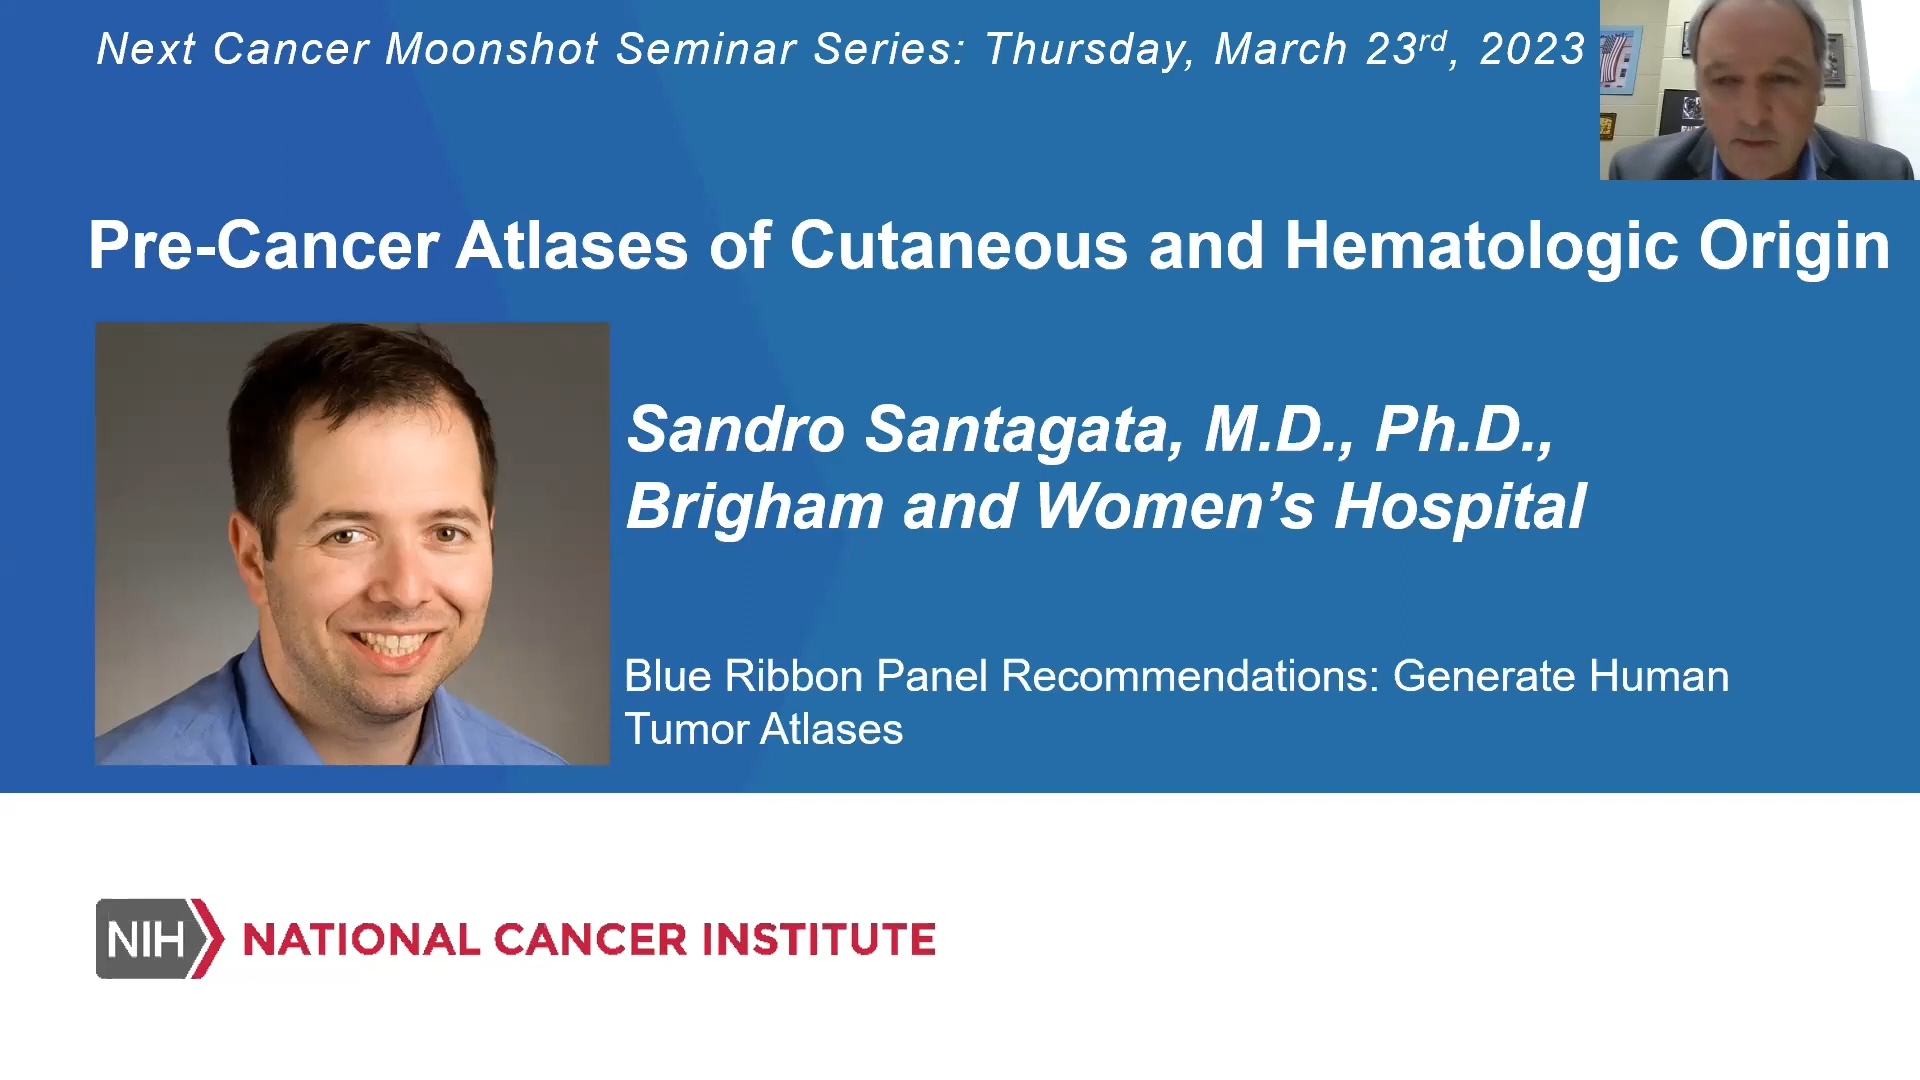 Next Cancer Moonshot Seminar Series: Thursday, March 23rd, 2023
Pre-Cancer Atlases of Cutaneous and Hematologic Origin
Sandro Santagata, M.D., Ph.D.,
Brigham and Women’s Hospital
Blue Ribbon Panel Recommendations: Generate Human
Tumor Atlases
NIH NATIONAL CANCER INSTITUTE